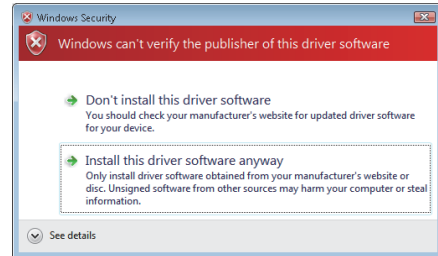 Windows Security
Windows can't verify the publisher of this driver software
Don't install this driver software
You should check your manufacturer's website for updated driver software
for your device.
Install this driver software anyway
Only install driver software obtained from your manufacturer's website or
disc. Unsigned software from other sources may harm your computer or steal
information.
See details